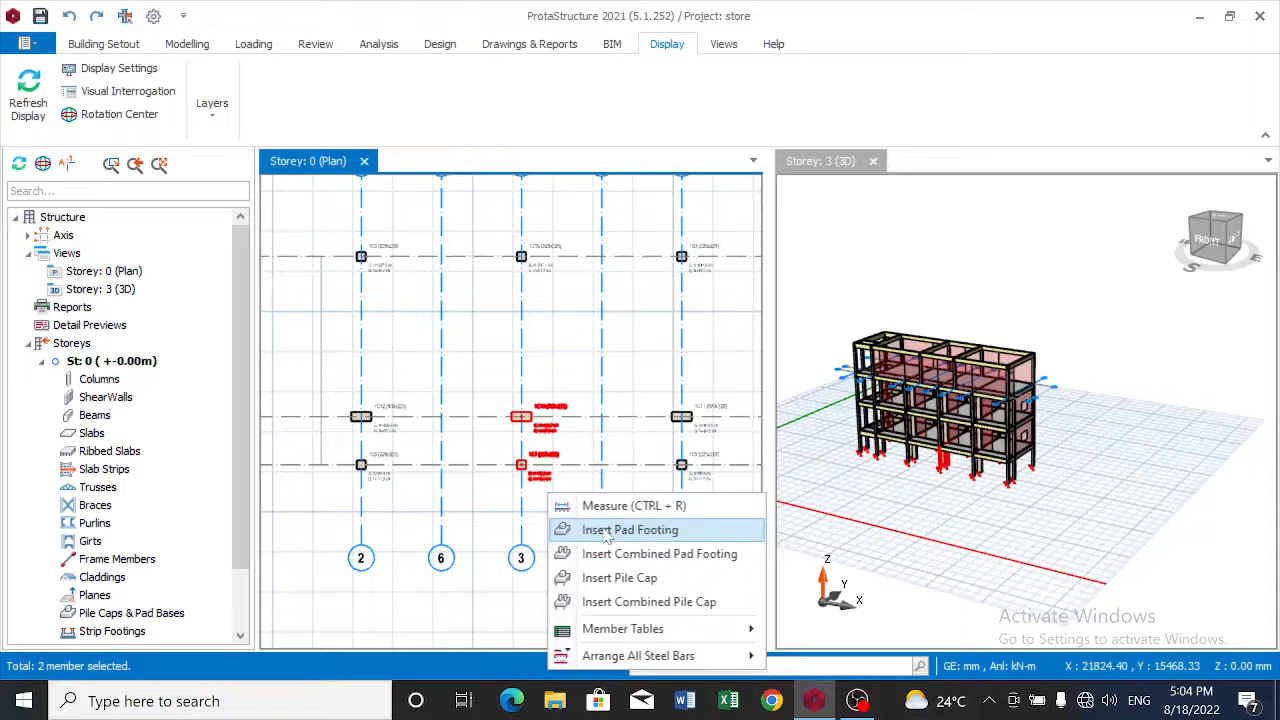 ProtaStructure 2021 (5.1.252) / Project: store
Building Setout
Modelling
Loading
Review
Analysis
Design
Drawings & Reports
BIM
Display
Views
Help
Refresh
Display
Display Settings
Visual Interrogation
Rotation Center
Layers
Storey: 0 (Plan)
Storey: 3 (3D)
Search...
Structure
Axis
Views
Storey: 0 (Plan)
Storey: 3 (3D)
Reports
Detail Previews
Storeys
St: 0 ( +-0.00m)
Columns
ShearWalls
Beams
Slabs
Ribbed Slabs
Slab Strips
Trusses
Braces
Purlins
Girts
Frame Members
Claddings
Planes
Pile Cap & Pad Bases
Strip Footings
2
6
3
Measure (CTRL + R)
Insert Pad Footing
Insert Combined Pad Footing
Insert Pile Cap
Insert Combined Pile Cap
Member Tables
Arrange All Steel Bars
FRONT
S
E
Z
Y
X
Activate Windows
Go to Settings to activate Windows.
Total: 2 member selected.
GE: mm , Anl: kN-m
X : 21824.40 , Y : 15468.33
Z : 0.00 mm
Type here to search
24°C
ENG
5:04 PM
8/18/2022
7